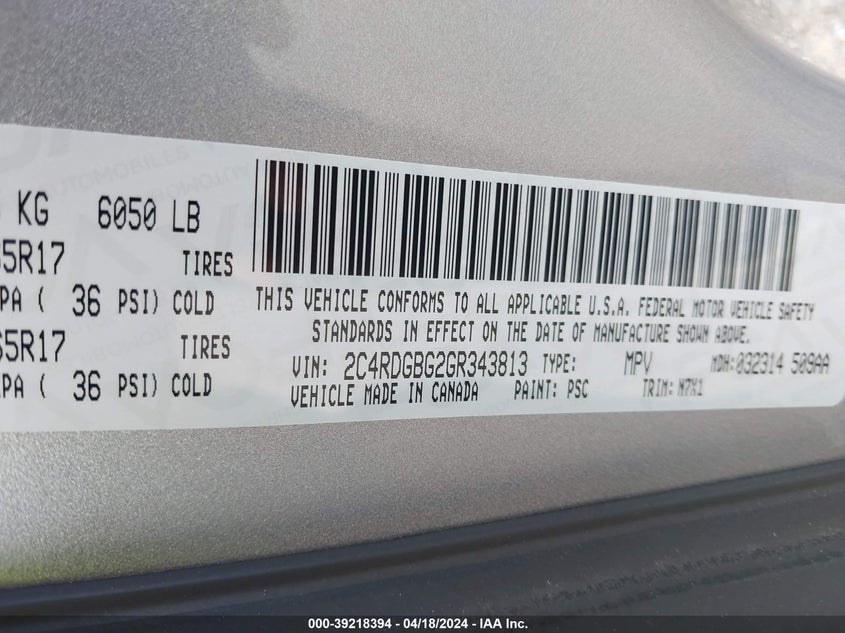 KG 6050 LB
5R17 TIRES
PA ( 36 PSI) COLD
65R17 TIRES
PA ( 36 PSI) COLD
THIS VEHICLE CONFORMS TO ALL APPLICABLE U.S.A. FEDERAL MOTOR VEHICLE SAFETY
STANDARDS IN EFFECT ON THE DATE OF MANUFACTURE SHOWN ABOVE.
VIN: 2C4RDGBG2GR343813 TYPE: MPV MDH:032314 509AA
VEHICLE MADE IN CANADA PAINT: PSC TRIM: N7X1
000-39218394 - 04/18/2024 - IAA Inc.